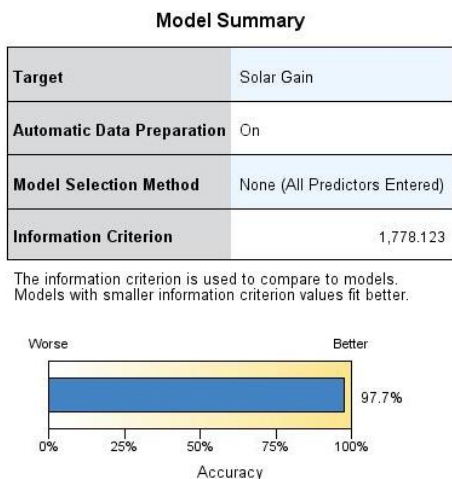 Model Summary
Target Solar Gain
Automatic Data Preparation On
Model Selection Method None (All Predictors Entered)
Information Criterion 1,778.123
The information criterion is used to compare to models.
Models with smaller information criterion values fit better.
Worse Better
97.7%
0% 25% 50% 75% 100%
Accuracy